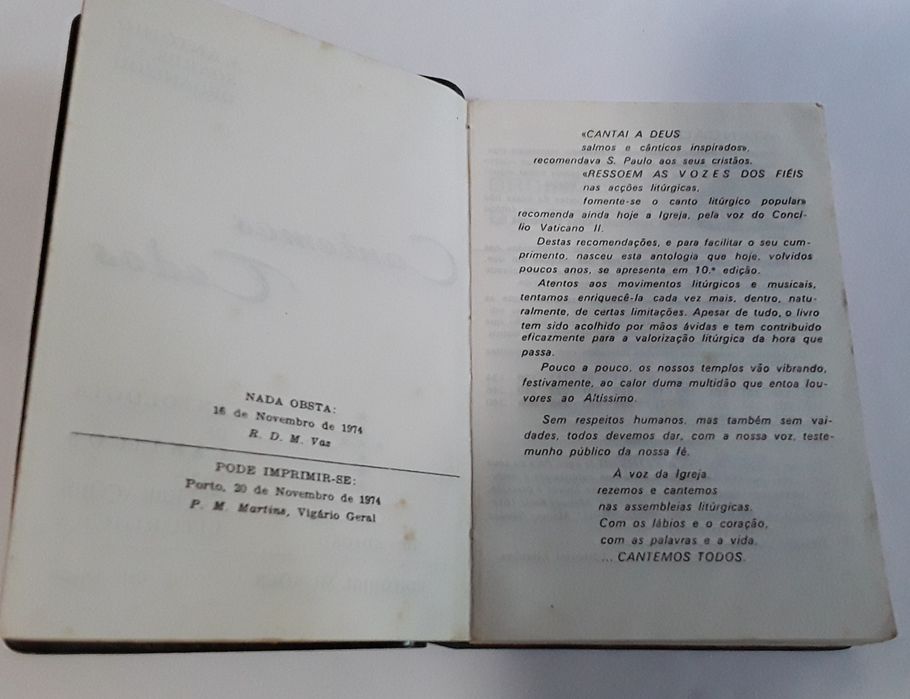 NADA OBSTA:
16 de Novembro de 1974
R. D. M. Vaz
PODE IMPRIMIR-SE:
Porto, 20 de Novembro de 1974
P. M. Martins, Vigário Geral
«CANTAI A DEUS
salmos e cânticos inspirados»,
recomendava S. Paulo aos seus cristãos.
«RESSOEM AS VOZES DOS FIÉIS
nas acções litúrgicas,
fomente-se o canto litúrgico popular»
recomenda ainda hoje a Igreja, pela voz do Concí-
lio Vaticano II.
Destas recomendações, e para facilitar o seu cum-
primento, nasceu esta antologia que hoje, volvidos
poucos anos, se apresenta em 10.ª edição.
Atentos aos movimentos litúrgicos e musicais,
tentamos enriquecê-la cada vez mais, dentro, natu-
ralmente, de certas limitações. Apesar de tudo, o livro
tem sido acolhido por mãos ávidas e tem contribuido
eficazmente para a valorização litúrgica da hora que
passa.
Pouco a pouco, os nossos templos vão vibrando,
festivamente, ao calor duma multidão que entoa lou-
vores ao Altíssimo.
Sem respeitos humanos, mas também sem vai-
dades, todos devemos dar, com a nossa voz, teste-
munho público da nossa fé.
À voz da Igreja
rezemos e cantemos
nas assembleias litúrgicas.
Com os lábios e o coração,
com as palavras e a vida,
... CANTEMOS TODOS.
Cantemos
Todos